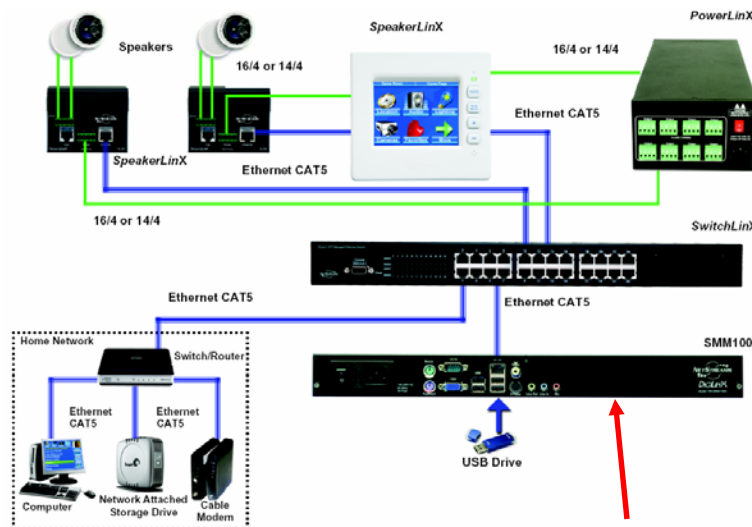 SpeakerLinX
PowerLinX
Speakers
16/4 or 14/4
16/4 or 14/4
Ethernet CAT5
SpeakerLinX
Ethernet CAT5
16/4 or 14/4
SwitchLinX
Ethernet CAT5
Ethernet CAT5
SMM100
Home Network
Switch/Router
NetStreams
DigiLinX
Ethernet CAT5
Ethernet CAT5
USB Drive
Computer
Network Attached Storage Drive
Cable Modem